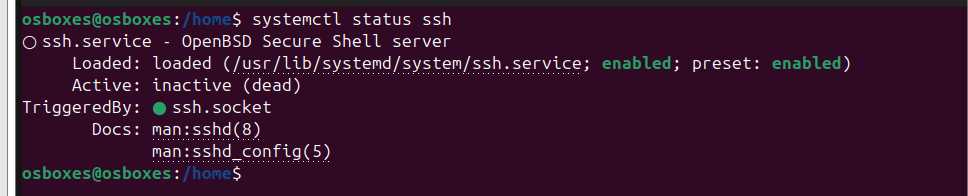 osboxes@osboxes:/home$ systemctl status ssh
○ ssh.service - OpenBSD Secure Shell server
     Loaded: loaded (/usr/lib/systemd/system/ssh.service; enabled; preset: enabled)
     Active: inactive (dead)
TriggeredBy: ● ssh.socket
       Docs: man:sshd(8)
             man:sshd_config(5)
osboxes@osboxes:/home$